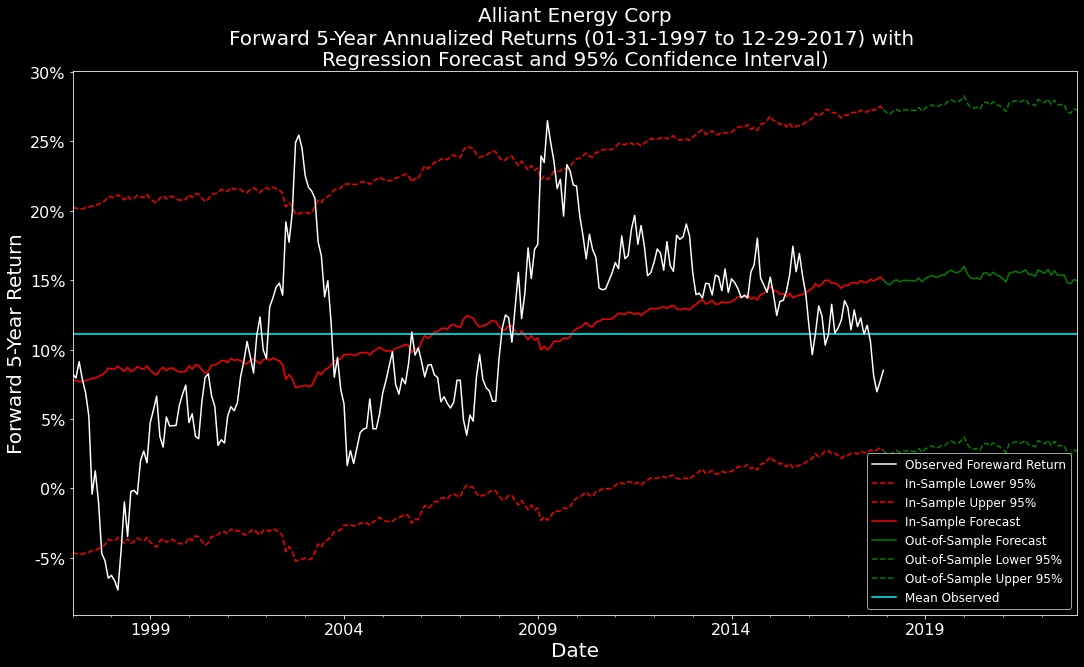 Alliant Energy Corp
Forward 5-Year Annualized Returns (01-31-1997 to 12-29-2017) with
Regression Forecast and 95% Confidence Interval)
30%
25%
20%
15%
10%
5%
0%
-5%
Forward 5-Year Return
Observed Foreward Return
In-Sample Lower 95%
In-Sample Upper 95%
In-Sample Forecast
Out-of-Sample Forecast
Out-of-Sample Lower 95%
Out-of-Sample Upper 95%
Mean Observed
1999 2004 2009 2014 2019
Date